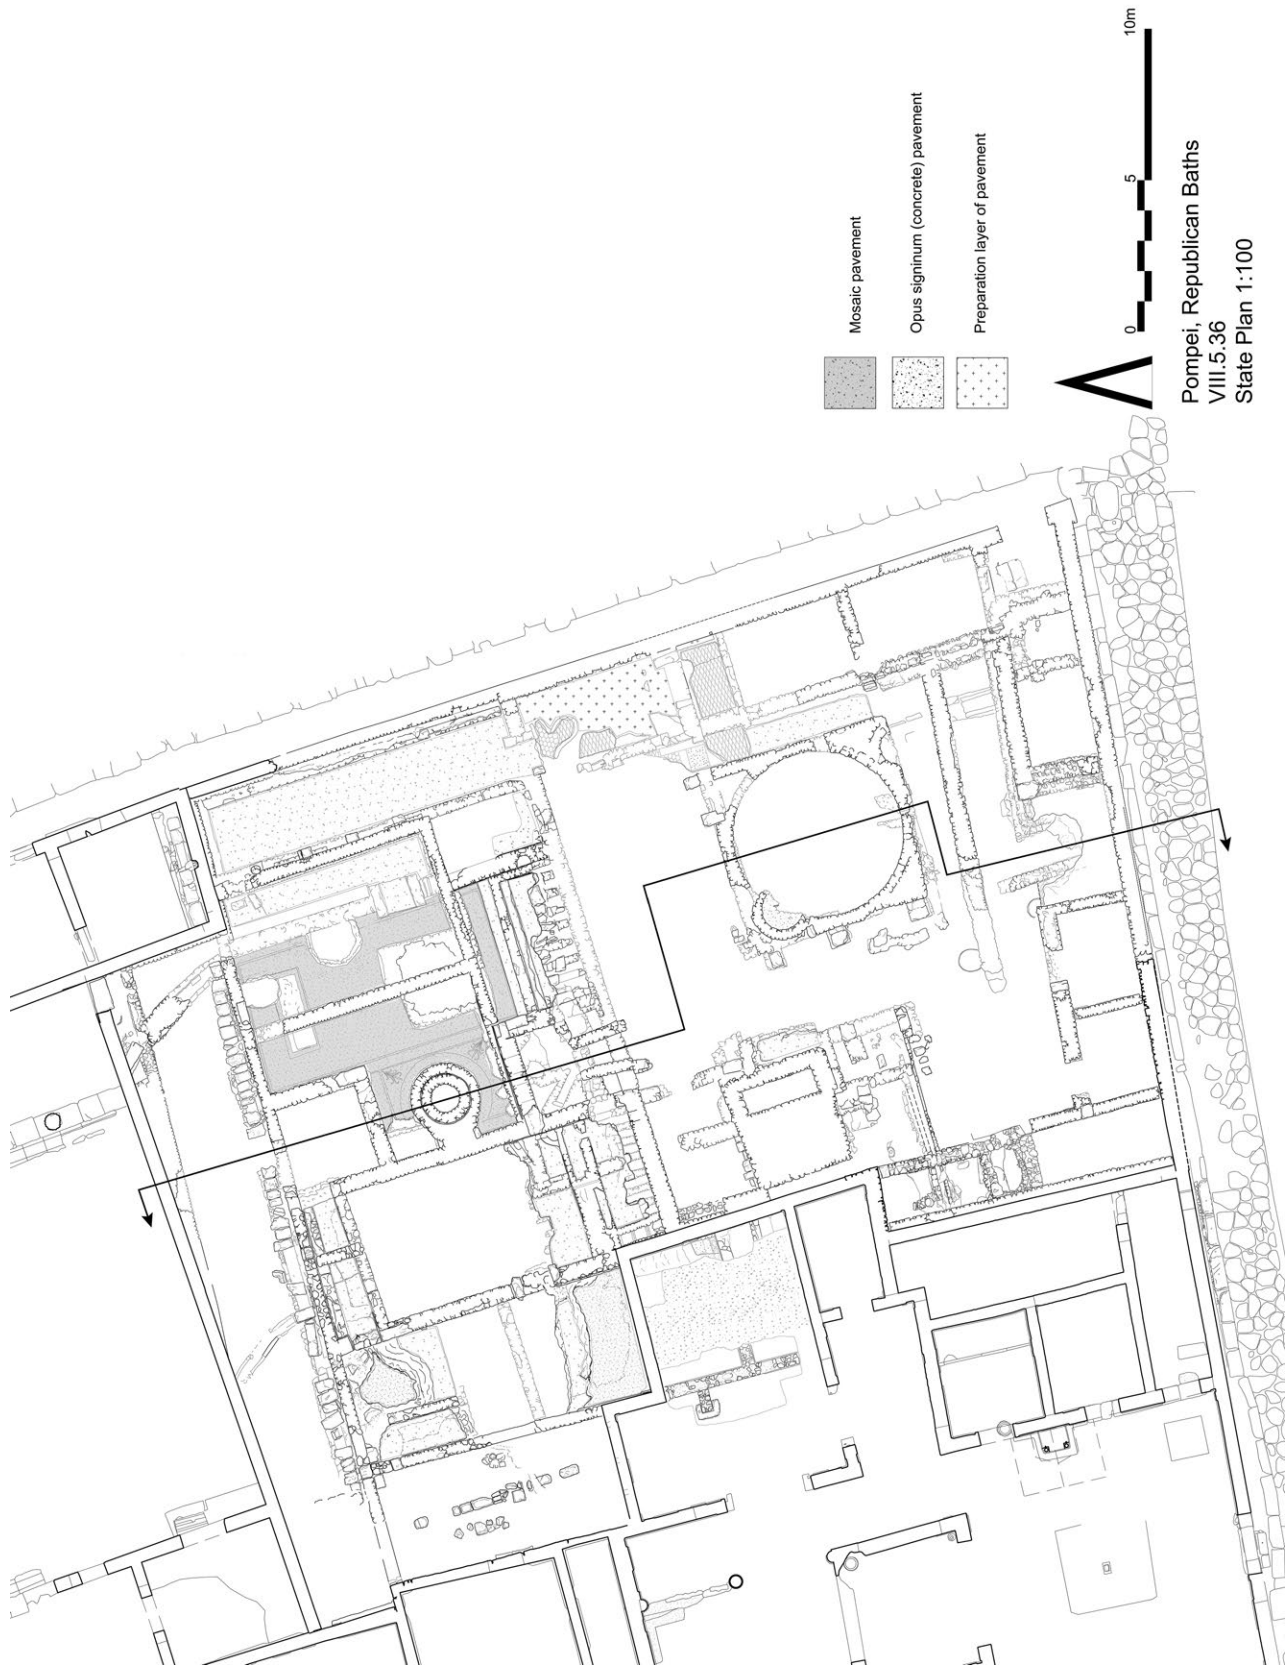 Mosaic pavement
Opus signinum (concrete) pavement
Preparation layer of pavement
0 5 10m
Pompei, Republican Baths
VIII.5.36
State Plan 1:100